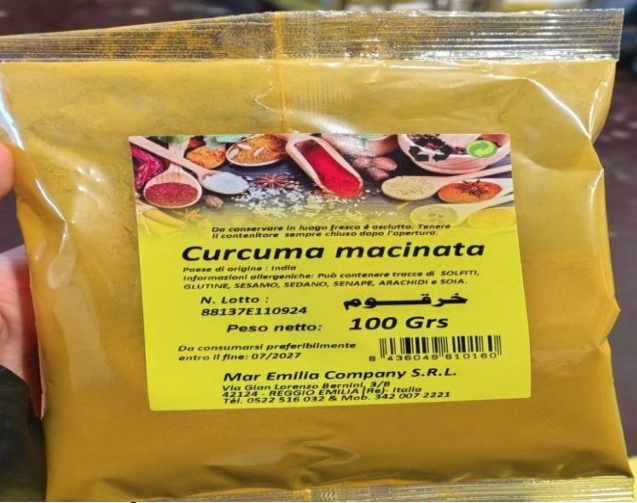 Da conservare in luogo fresco é asciutto. Tenere
il contenitore sempre chiuso dopo l'apertura.
Curcuma macinata
Paese di origine : India
Informazioni allergeniche: Può contenere tracce di SOLFITI,
GLUTINE, SESAMO, SEDANO, SENAPE, ARACHIDI e SOIA.
N. Lotto :
88137E110924
خرقوم
Peso netto: 100 Grs
Da consumarsi preferibilmente
entro il fine: 07/2027
8 436049 610160
Mar Emilia Company S.R.L.
Via Gian Lorenzo Bernini, 3/B
42124 - REGGIO EMILIA (Re)- Italia
Tél. 0522 516 032 & Mob. 342 007 2221